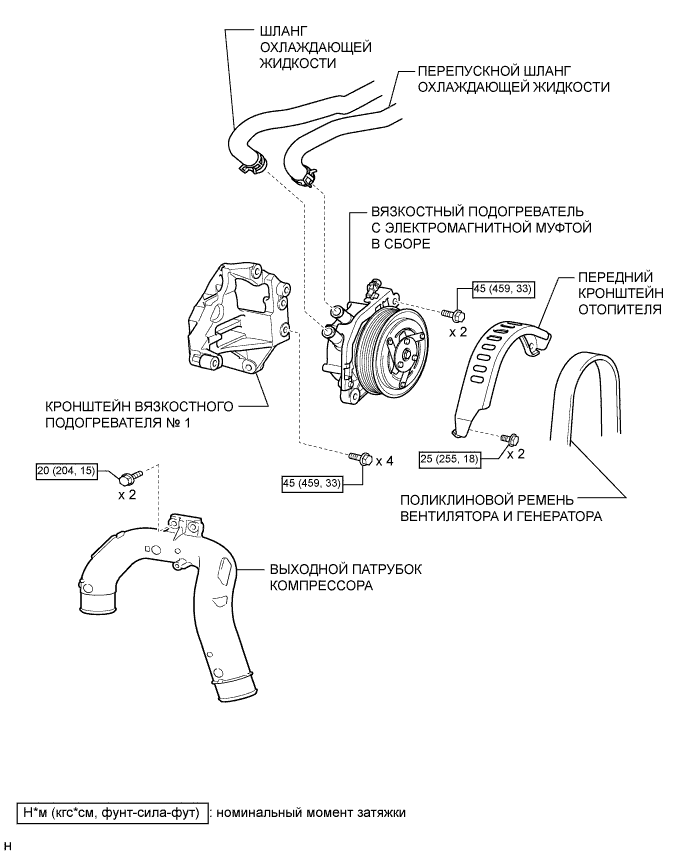 ШЛАНГ
ОХЛАЖДАЮЩЕЙ
ЖИДКОСТИ
ПЕРЕПУСКНОЙ ШЛАНГ
ОХЛАЖДАЮЩЕЙ ЖИДКОСТИ
ВЯЗКОСТНЫЙ ПОДОГРЕВАТЕЛЬ
С ЭЛЕКТРОМАГНИТНОЙ МУФТОЙ
В СБОРЕ
ПЕРЕДНИЙ
КРОНШТЕЙН
ОТОПИТЕЛЯ
45 (459, 33)
x 2
КРОНШТЕЙН ВЯЗКОСТНОГО
ПОДОГРЕВАТЕЛЯ № 1
25 (255, 18)
x 2
20 (204, 15)
x 2
x 4
45 (459, 33)
ПОЛИКЛИНОВОЙ РЕМЕНЬ
ВЕНТИЛЯТОРА И ГЕНЕРАТОРА
ВЫХОДНОЙ ПАТРУБОК
КОМПРЕССОРА
Н*м (кгс*см, фунт-сила-фут) : номинальный момент затяжки
Н